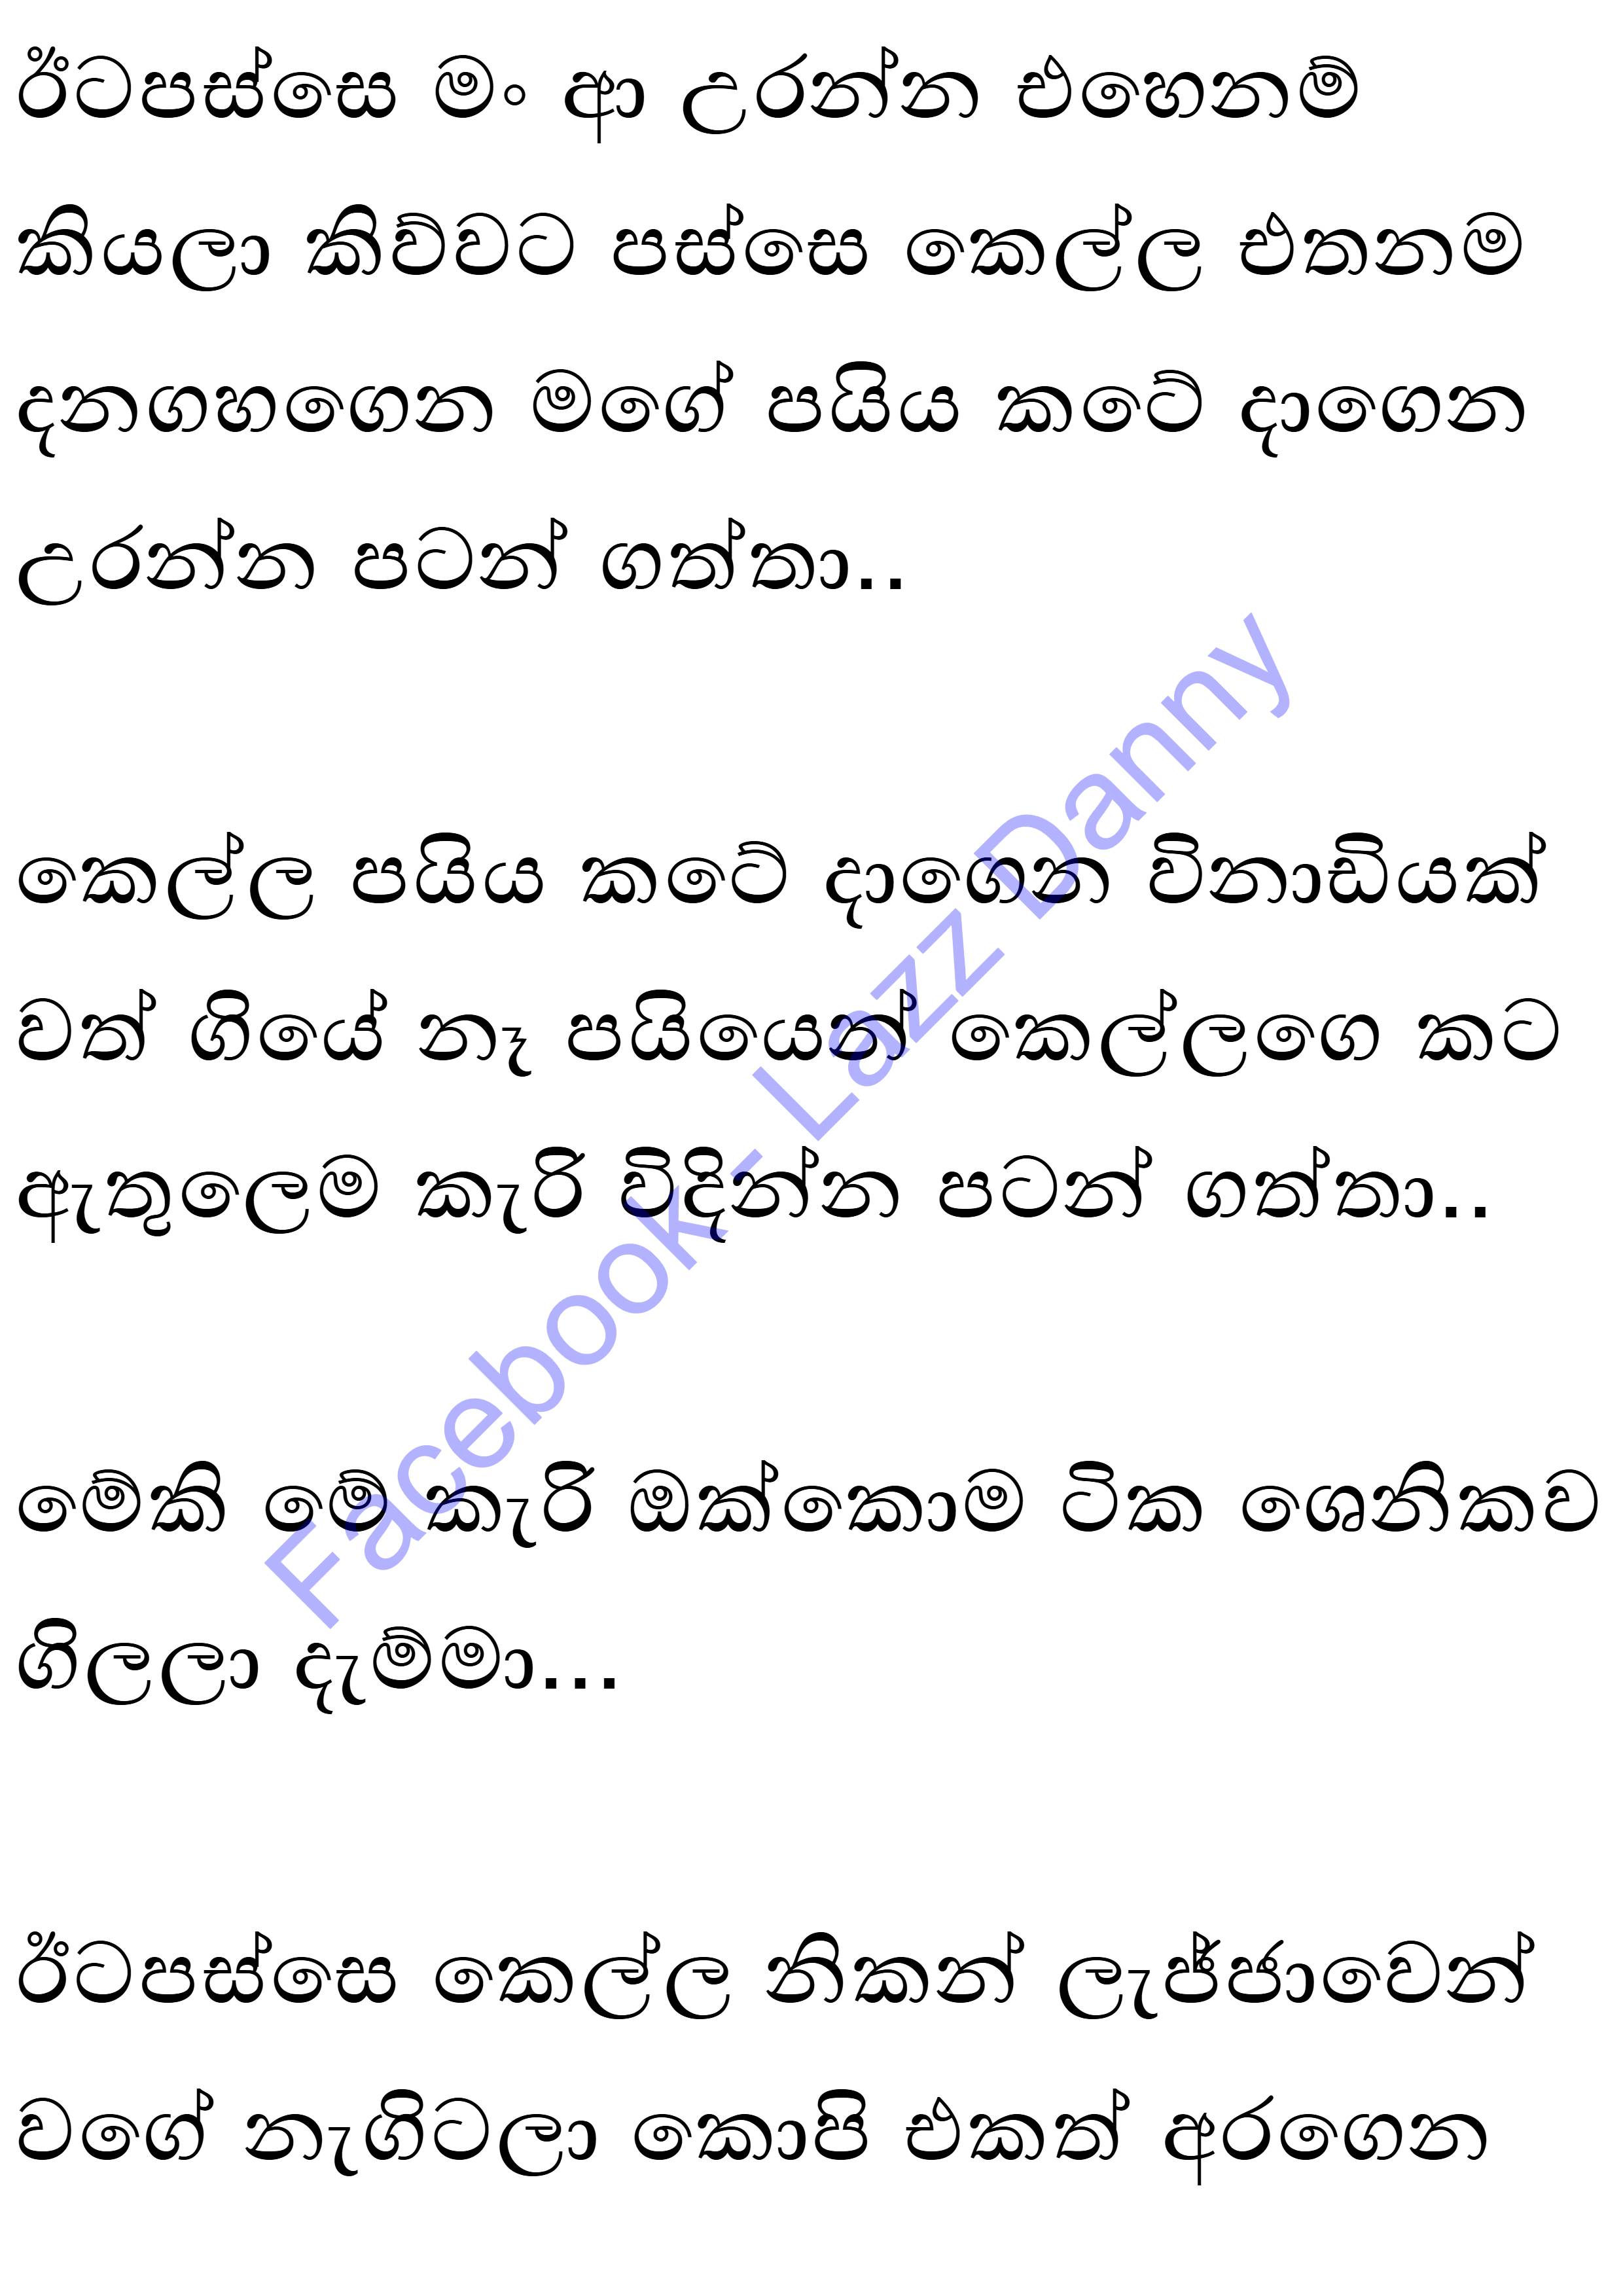 ඊටපස්සෙ මං ආ උරන්න එහෙනම්
කියලා කිව්වට පස්සෙ කෙල්ල එතනම
දනගහගෙන මගේ පයිය කටේ දාගෙන
උරන්න පටන් ගත්තා..
කෙල්ල පයිය කටේ දාගෙන විනාඩියක්
වත් ගියේ නෑ පයියෙන් කෙල්ලගෙ කට
ඇතුලෙම කැරි විදින්න පටන් ගත්තා..
මේකි මේ කැරි ඔක්කොම ටික ශෙනිකව
ගිලලා දැම්මා...
ඊටපස්සෙ කෙල්ල නිකන් ලැජ්ජාවෙන්
වගේ නැගිටලා කොපි එකත් අරගෙන
Facebook - Lazz Danny